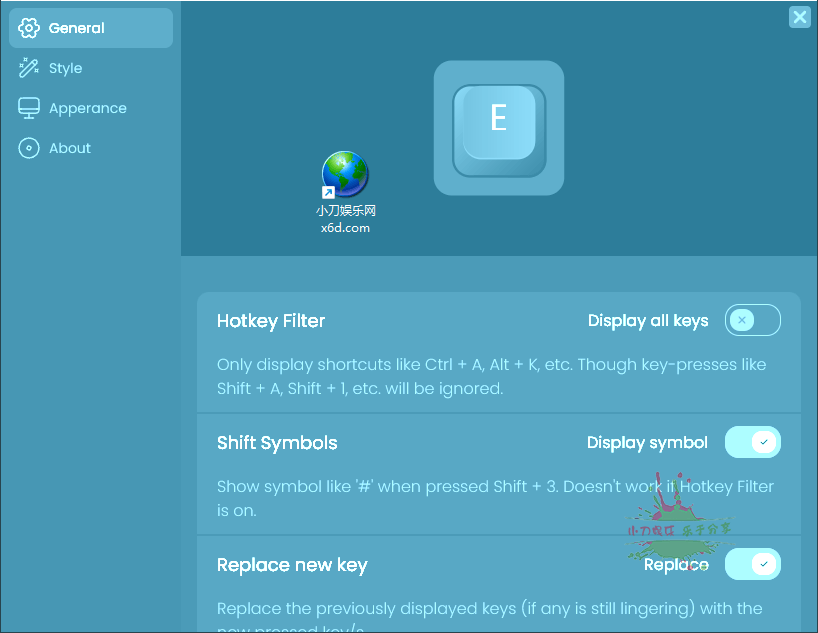 General
Style
Apperance
About
E
小刀娱乐网
x6d.com
Hotkey Filter
Display all keys
Only display shortcuts like Ctrl + A, Alt + K, etc. Though key-presses like
Shift + A, Shift + 1, etc. will be ignored.
Shift Symbols
Display symbol
Show symbol like '#' when pressed Shift + 3. Doesn't work if Hotkey Filter
is on.
小刀娱乐 乐于分享
Replace new key
Replace
Replace the previously displayed keys (if any is still lingering) with the
new pressed key/s.